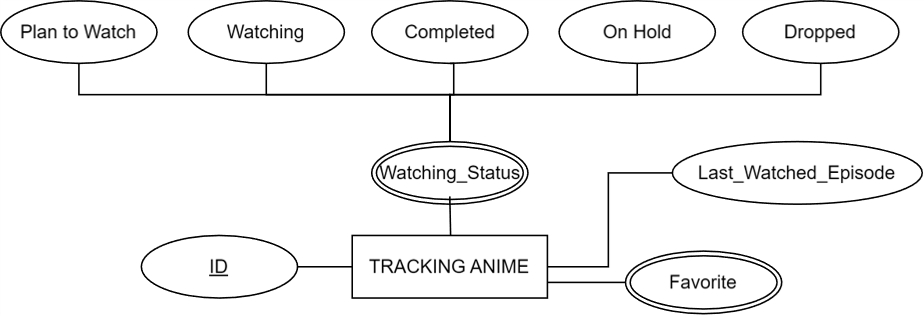 Plan to Watch
Watching
Completed
On Hold
Dropped
Watching_Status
Last_Watched_Episode
ID
TRACKING ANIME
Favorite